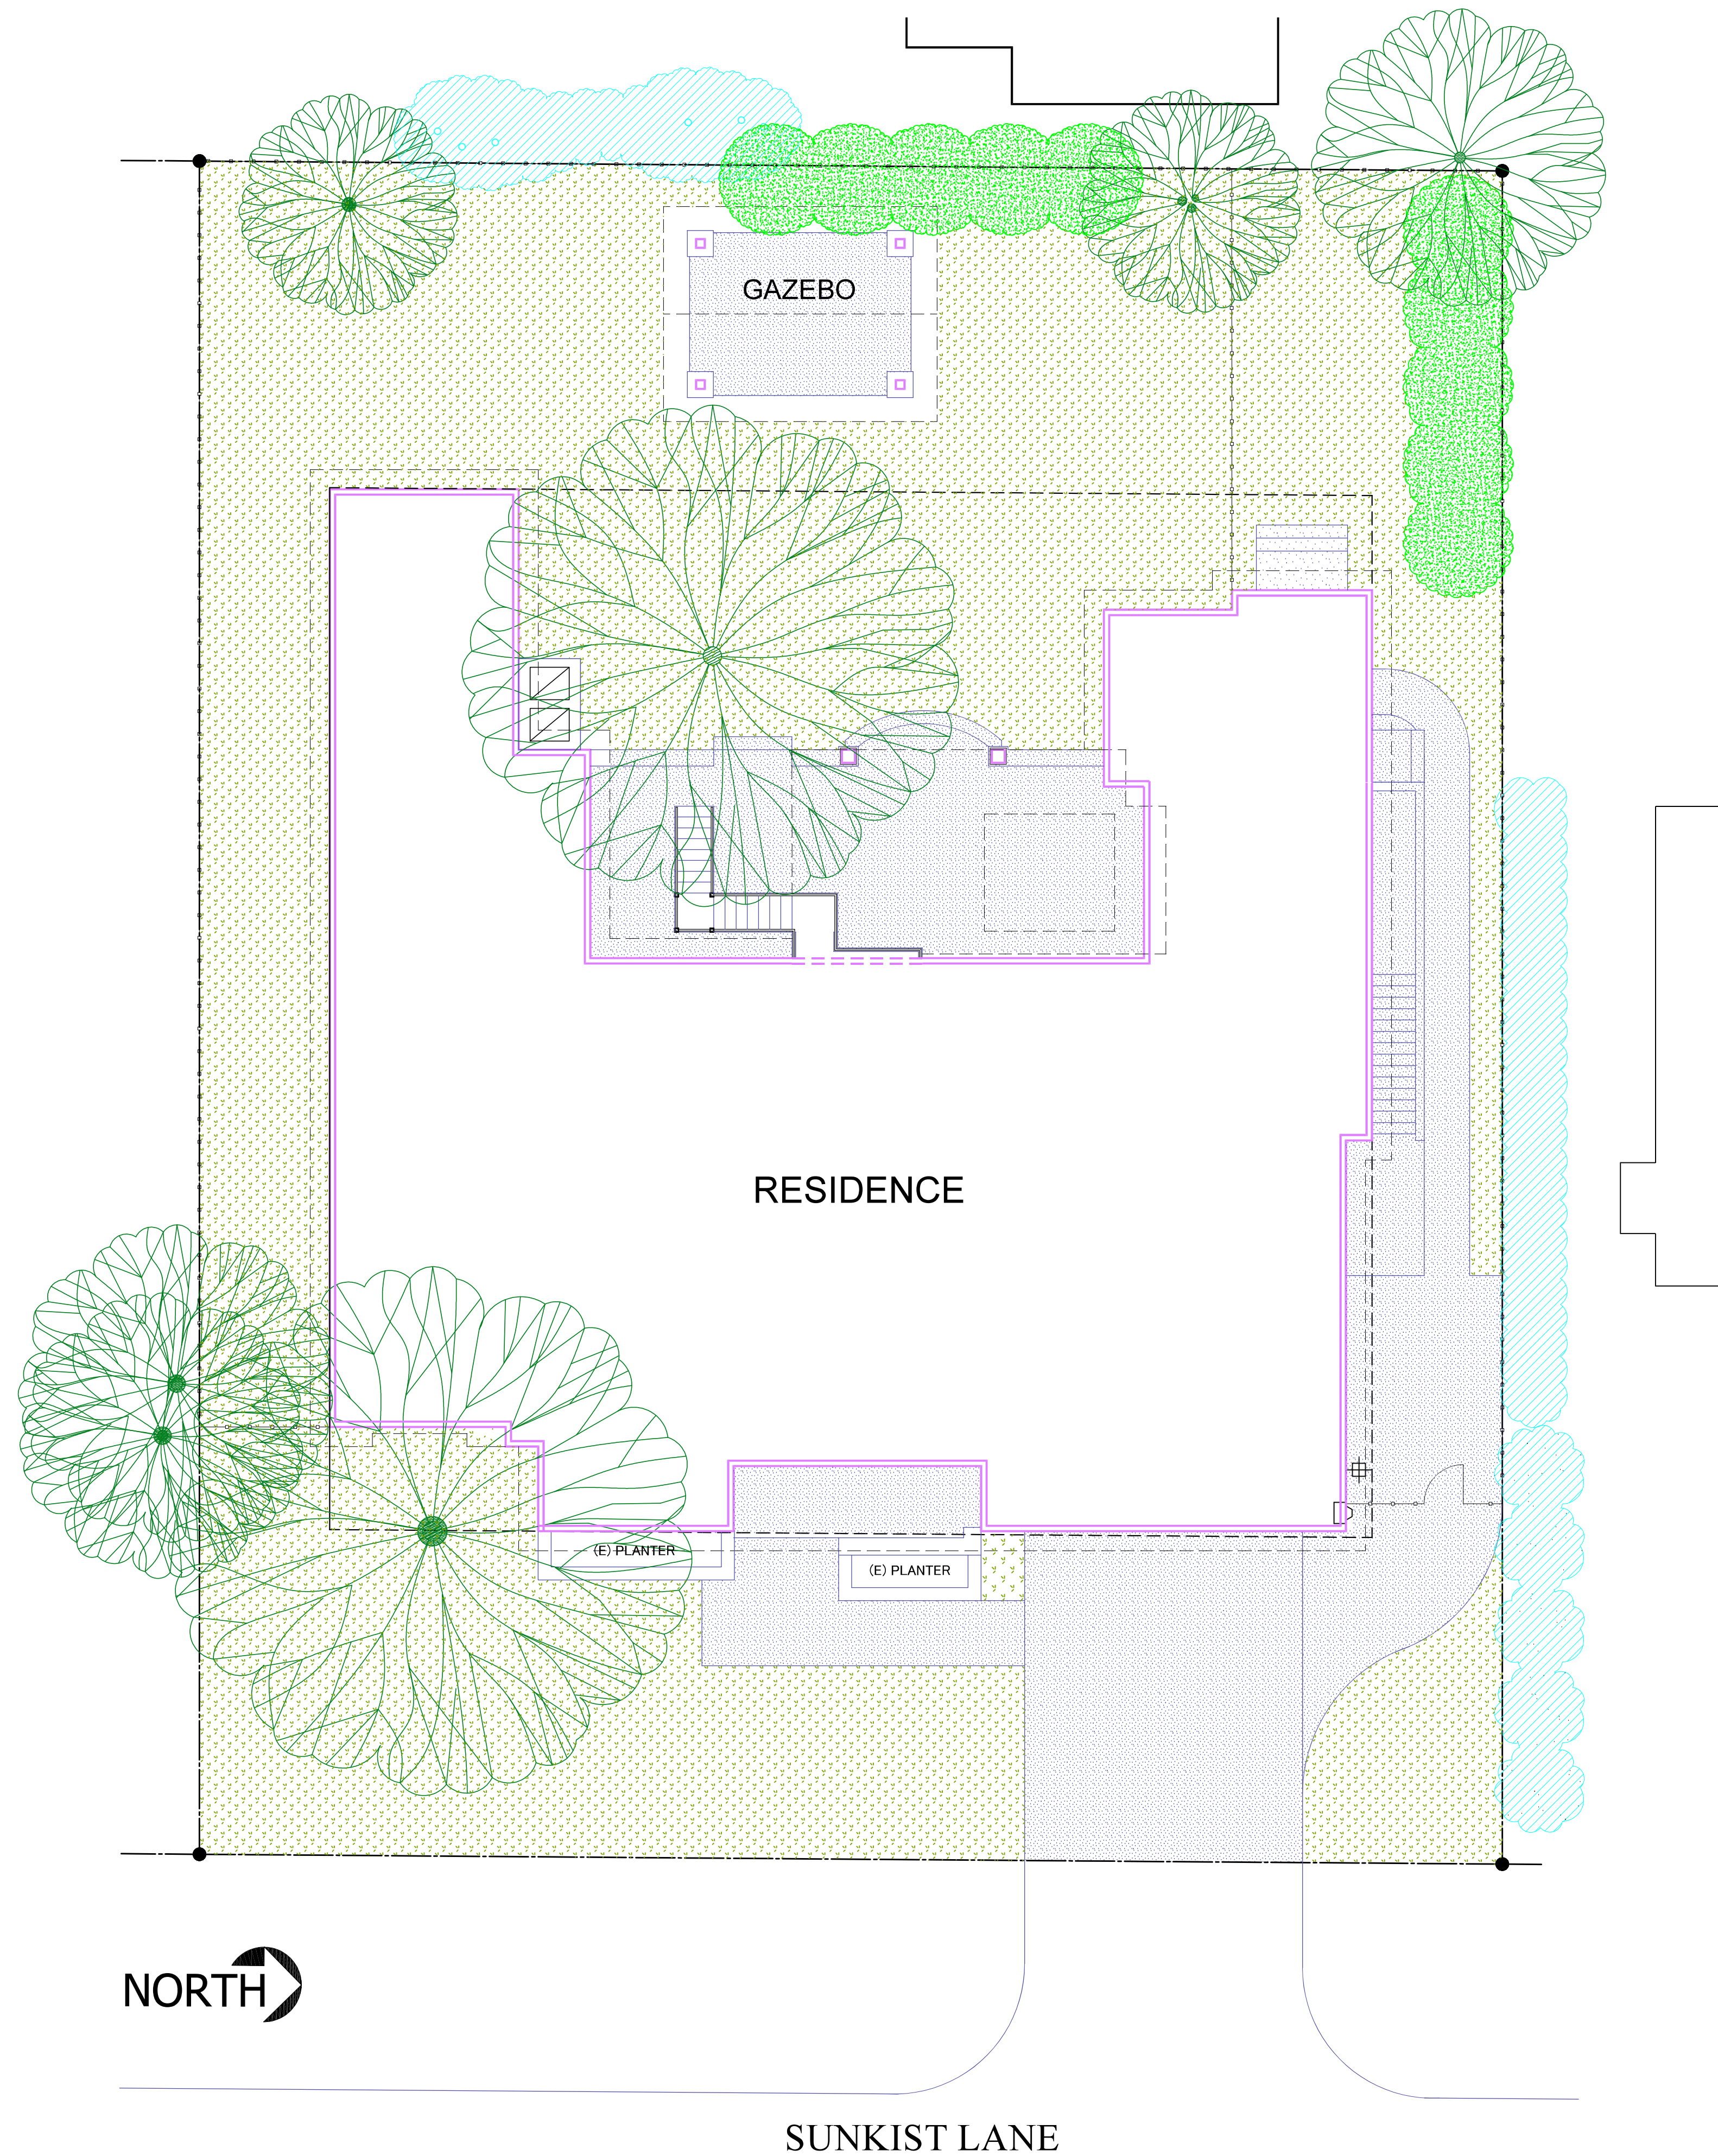 GAZEBO
RESIDENCE
(E) PLANTER
(E) PLANTER
NORTH
SUNKIST LANE